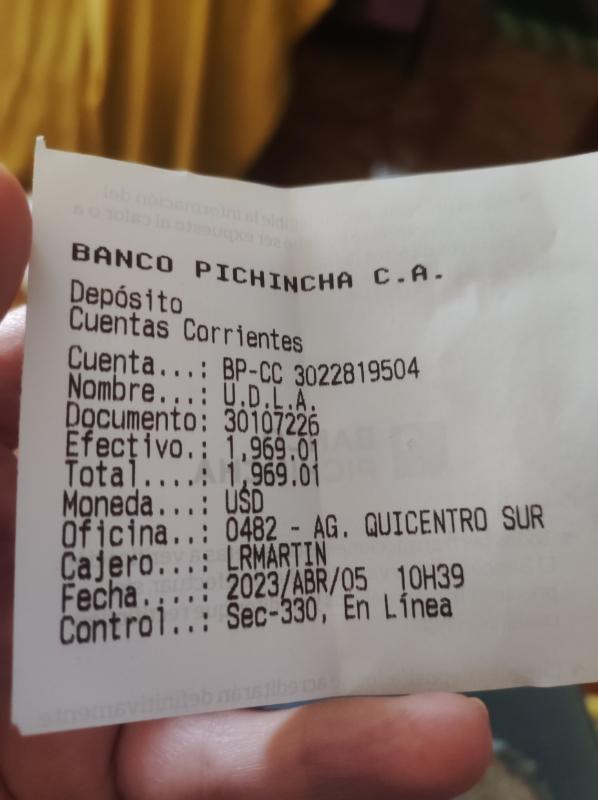 BANCO PICHINCHA C.A.
Depósito
Cuentas Corrientes
Cuenta...: BP-CC 3022819504
Nombre...: U.D.L.A.
Documento: 30107226
Efectivo.: 1,969.01
Total....: 1,969.01
Moneda...: USD
Oficina..: 0482 - AG. QUICENTRO SUR
Cajero...: LRMARTIN
Fecha....: 2023/ABR/05 10H39
Control..: Sec-330, En Línea